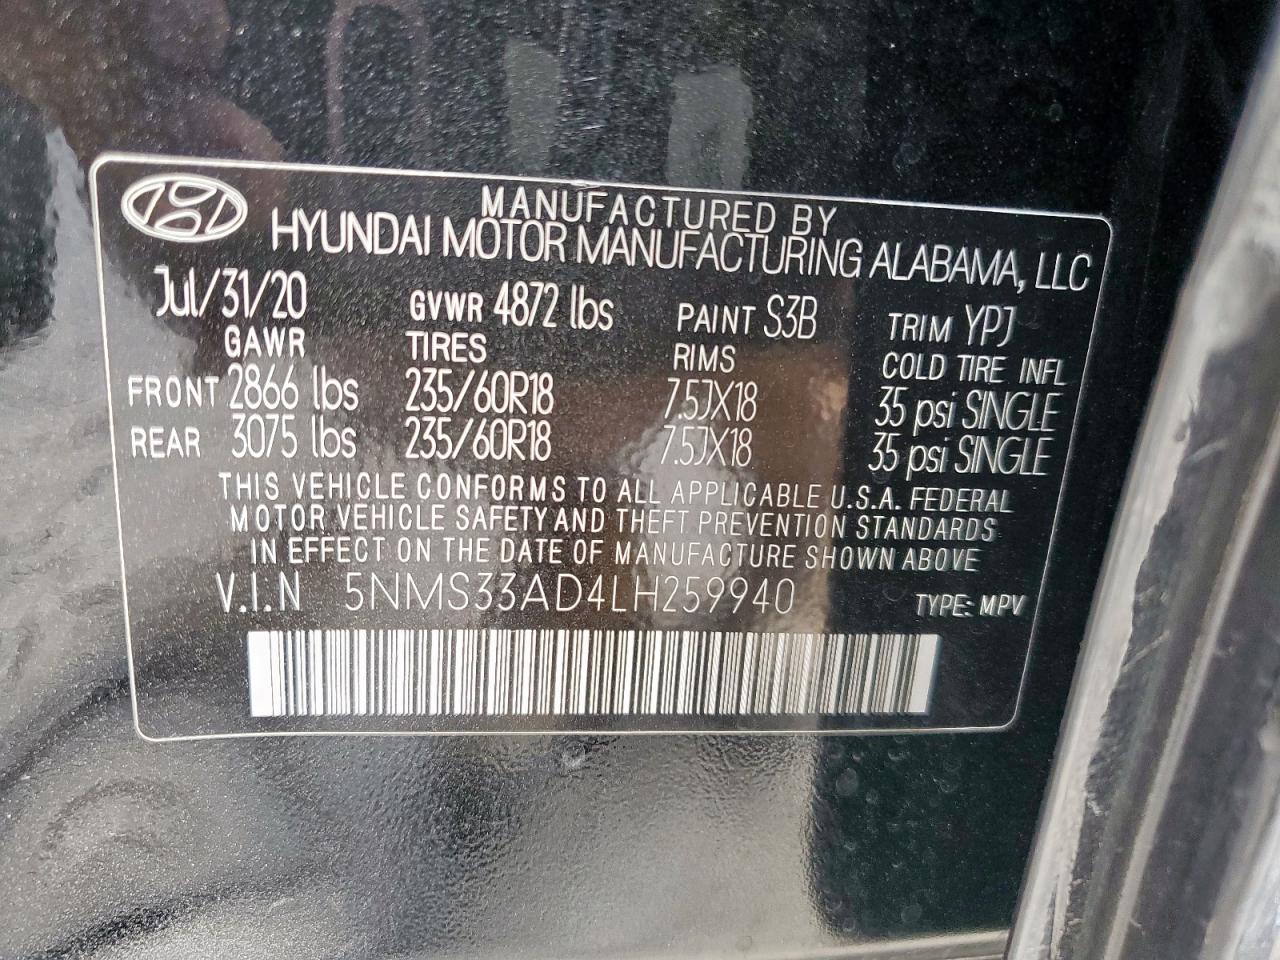 MANUFACTURED BY
HYUNDAI MOTOR MANUFACTURING ALABAMA, LLC
Jul/31/20 GVWR 4872 lbs PAINT S3B TRIM YPJ
GAWR TIRES RIMS COLD TIRE INFL
FRONT 2866 lbs 235/60R18 7.5JX18 35 psi SINGLE
REAR 3075 lbs 235/60R18 7.5JX18 35 psi SINGLE
THIS VEHICLE CONFORMS TO ALL APPLICABLE U.S.A. FEDERAL
MOTOR VEHICLE SAFETY AND THEFT PREVENTION STANDARDS
IN EFFECT ON THE DATE OF MANUFACTURE SHOWN ABOVE
V.I.N 5NMS33AD4LH259940 TYPE: MPV